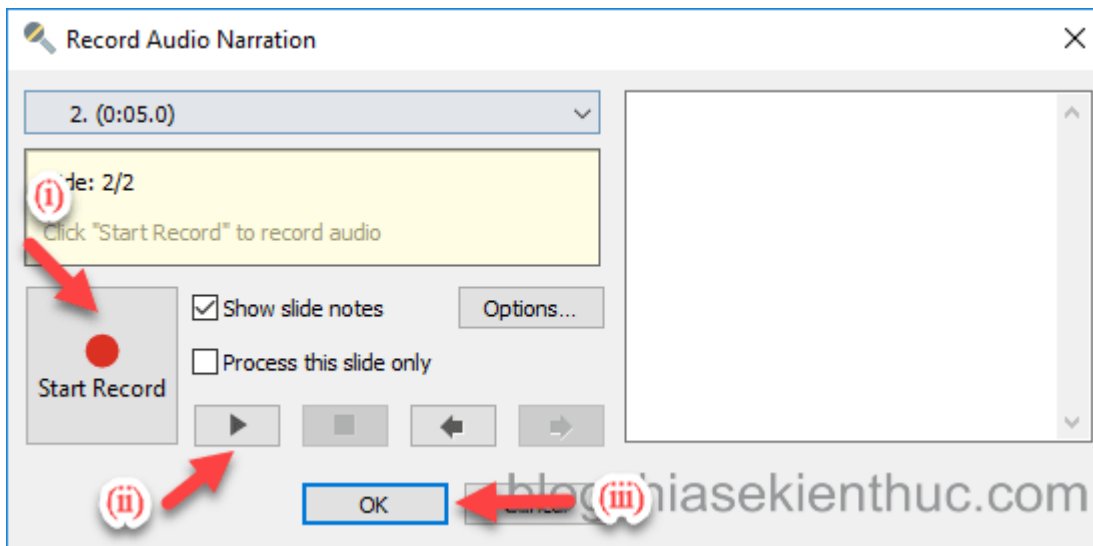 Record Audio Narration
2. (0:05.0)
(i)
Slide: 2/2
Click "Start Record" to record audio
Show slide notes
Options...
Process this slide only
Start Record
(ii)
OK
(iii)
blogchiasekienthuc.com